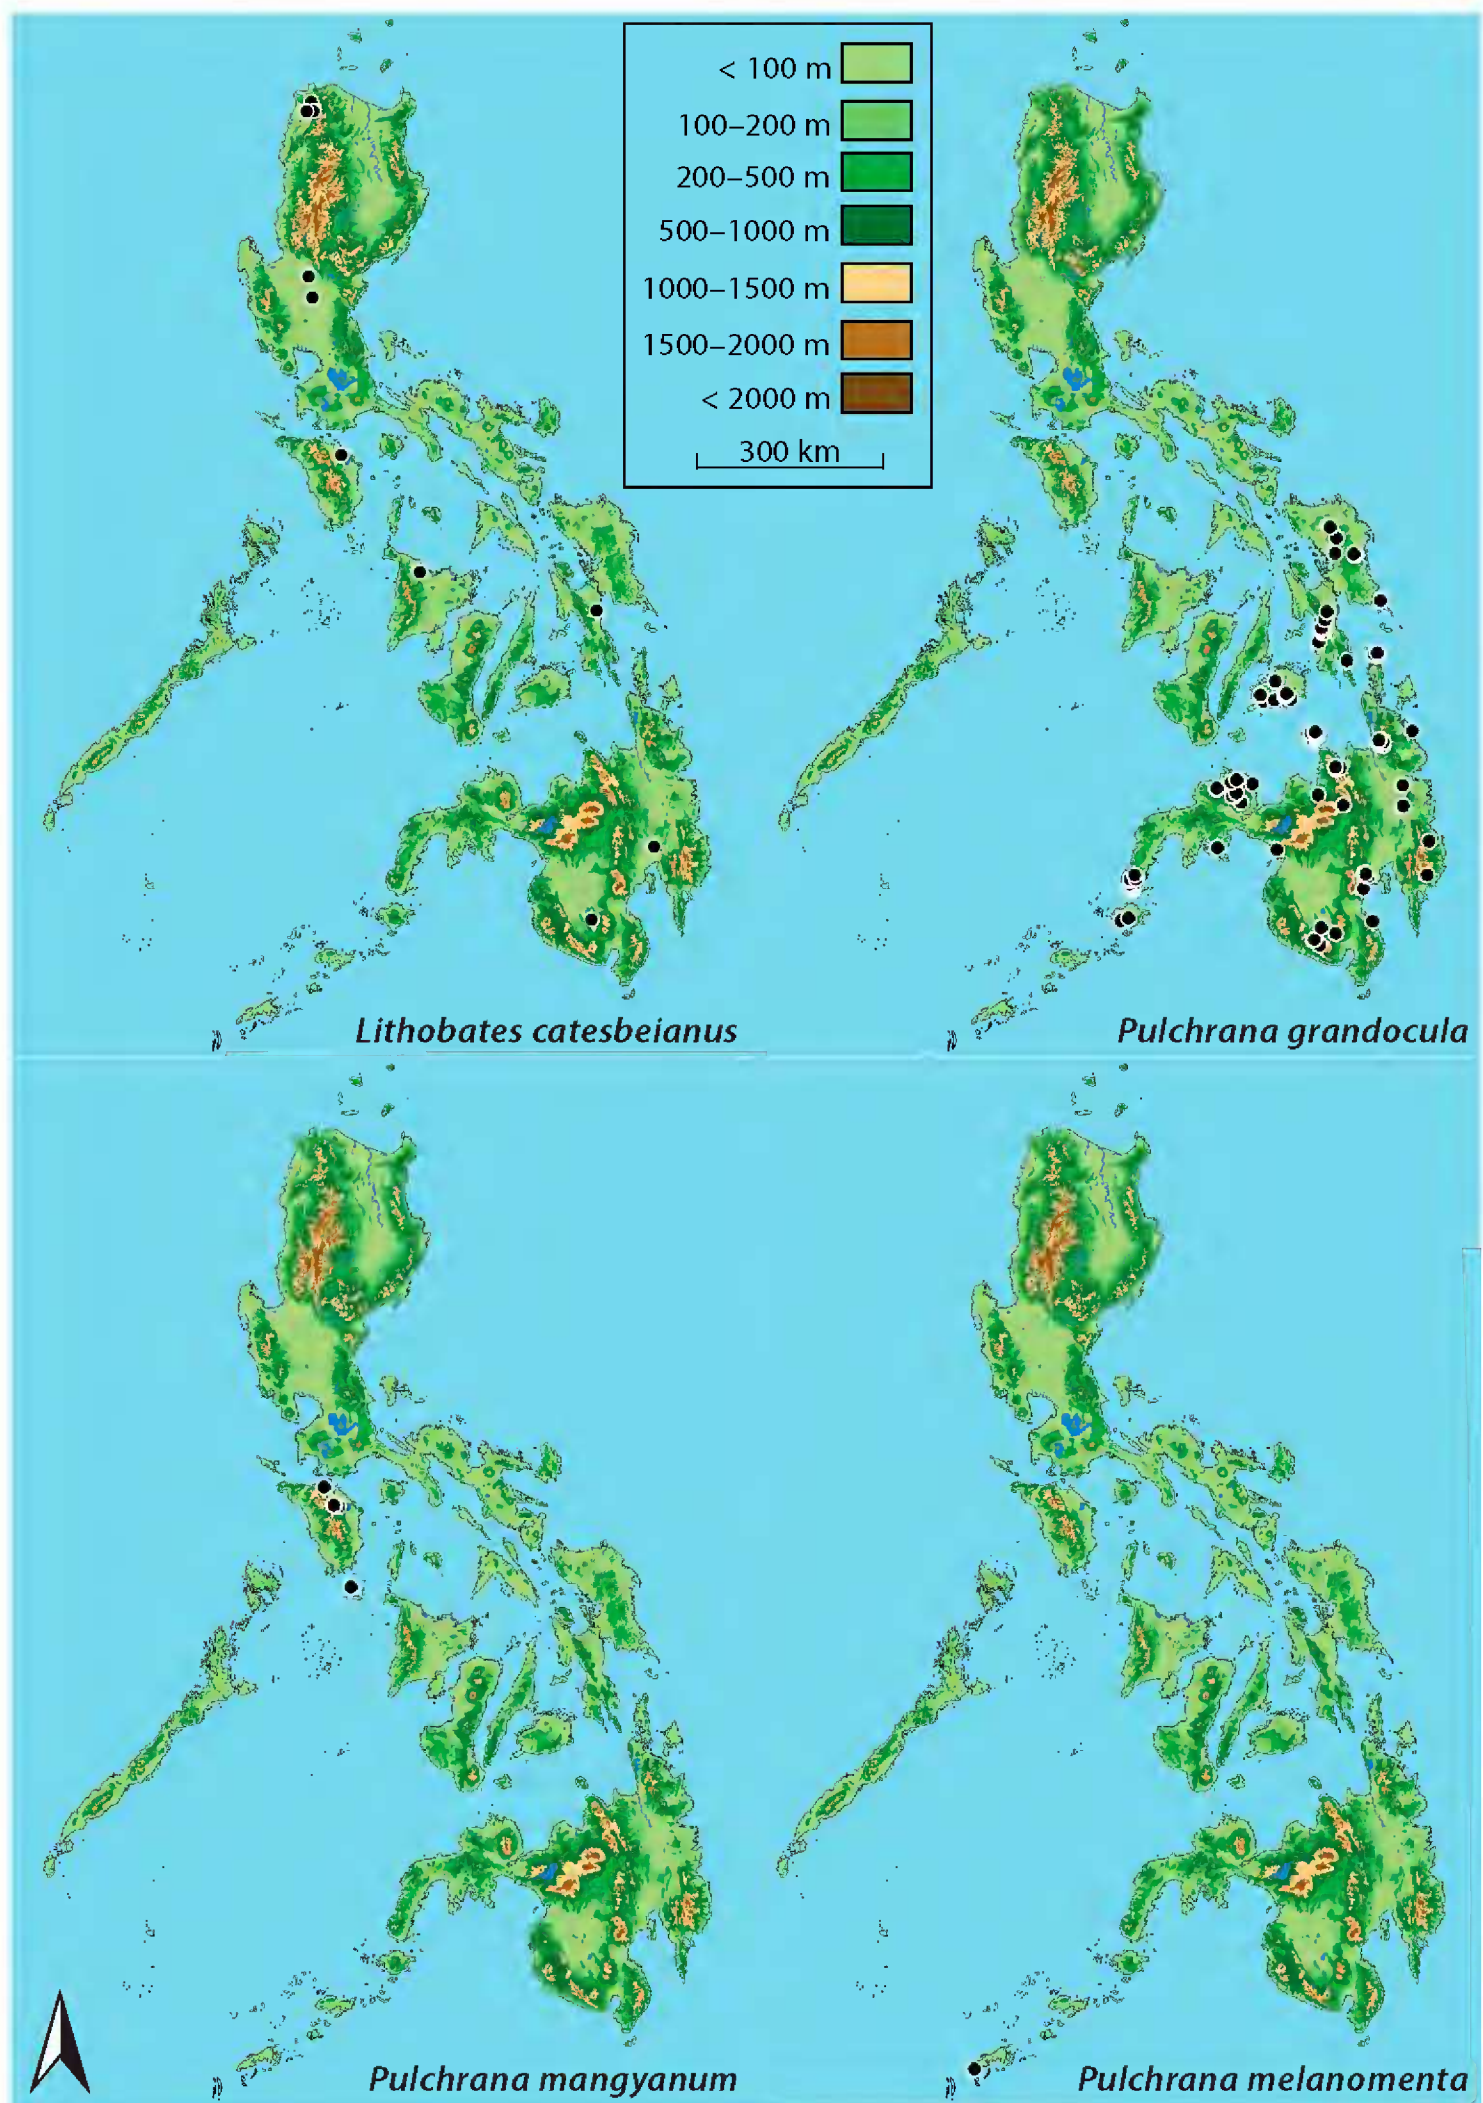 < 100 m
100–200 m
200–500 m
500–1000 m
1000–1500 m
1500–2000 m
< 2000 m
300 km
Lithobates catesbeianus
Pulchrana grandocula
Pulchrana mangyanum
Pulchrana melanomenta